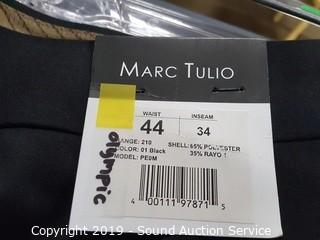 MARC TULIO
WAIST INSEAM
44 34
RANGE: 210 SHELL: 65% POLYESTER
COLOR: 01 Black 35% RAYO
MODEL: PE0M
olympic
4 00111 97871 5
Copyright 2019 - Sound Auction Service